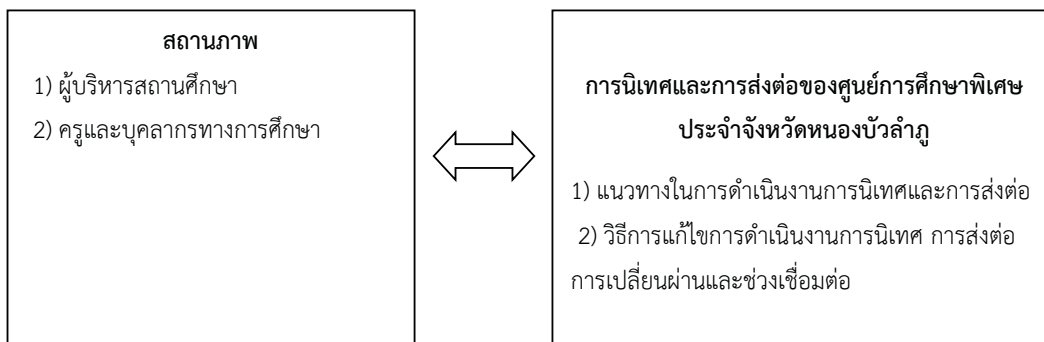 สถานภาพ
1) ผู้บริหารสถานศึกษา
2) ครูและบุคลากรทางการศึกษา
การนิเทศและการส่งต่อของศูนย์การศึกษาพิเศษ
ประจำจังหวัดหนองบัวลำภู
1) แนวทางในการดำเนินงานการนิเทศและการส่งต่อ
2) วิธีการแก้ไขการดำเนินงานการนิเทศ การส่งต่อ
การเปลี่ยนผ่านและช่วงเชื่อมต่อ